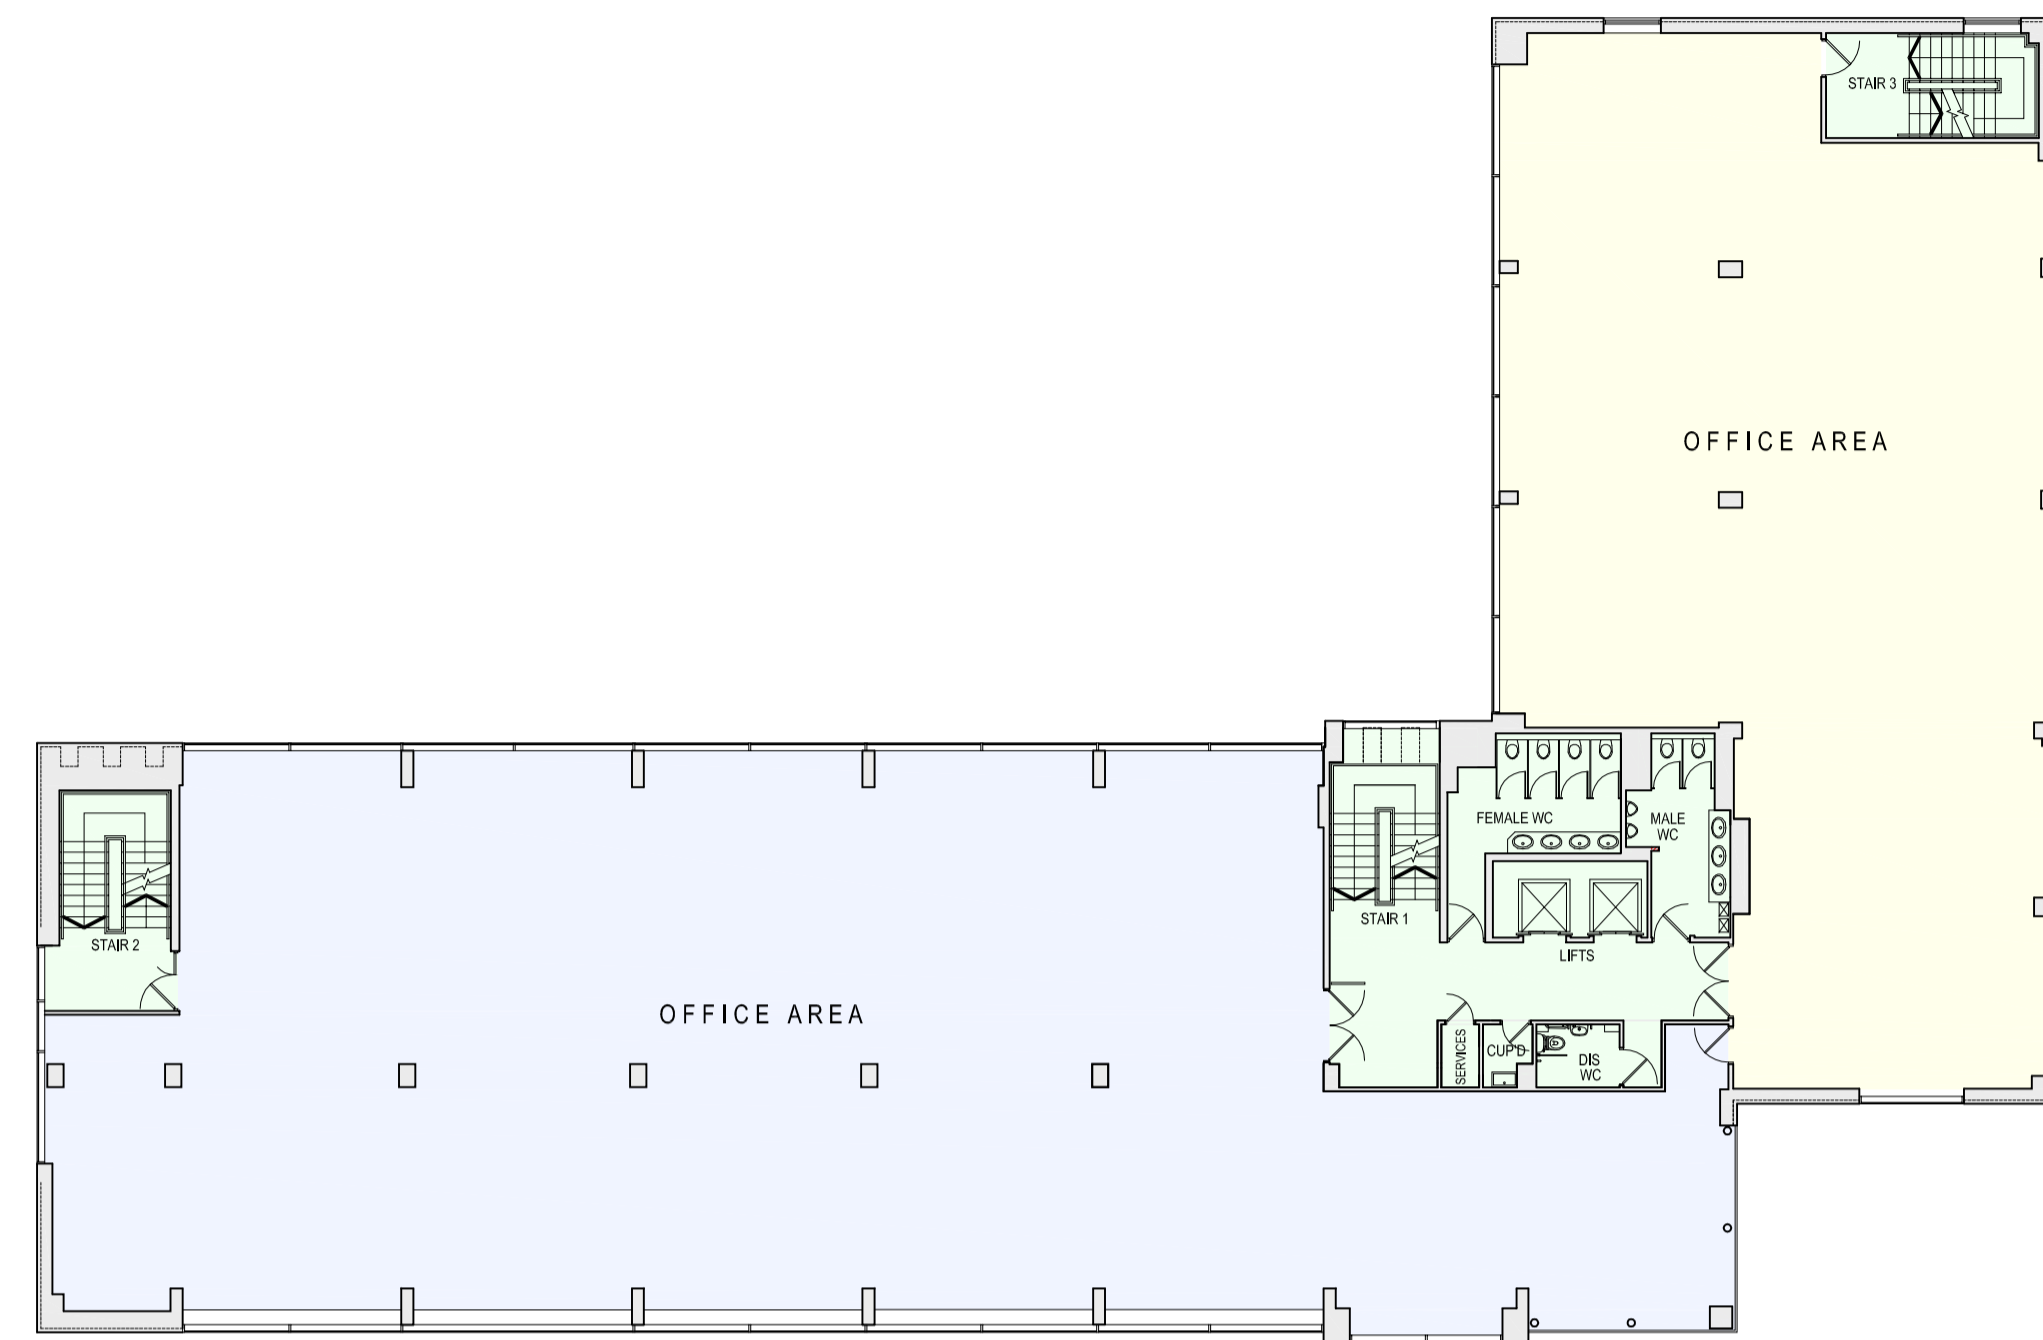 STAIR 3
OFFICE AREA
FEMALE WC
MALE
WC
STAIR 1
STAIR 2
LIFTS
OFFICE AREA
SERVICES
CUP'D
DIS
WC